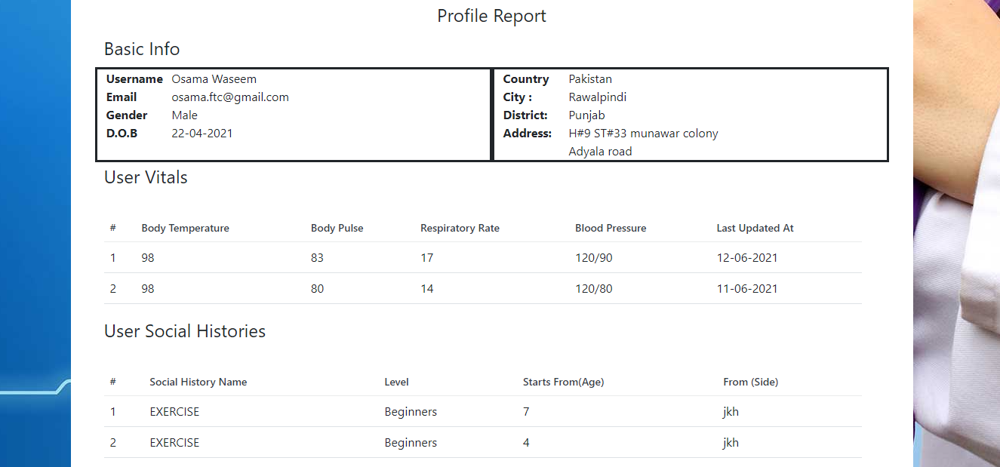 Profile Report
Basic Info
Username Osama Waseem
Email osama.ftc@gmail.com
Gender Male
D.O.B 22-04-2021
Country Pakistan
City : Rawalpindi
District: Punjab
Address: H#9 ST#33 munawar colony
Adyala road
User Vitals
# Body Temperature Body Pulse Respiratory Rate Blood Pressure Last Updated At
1 98 83 17 120/90 12-06-2021
2 98 80 14 120/80 11-06-2021
User Social Histories
# Social History Name Level Starts From(Age) From (Side)
1 EXERCISE Beginners 7 jkh
2 EXERCISE Beginners 4 jkh